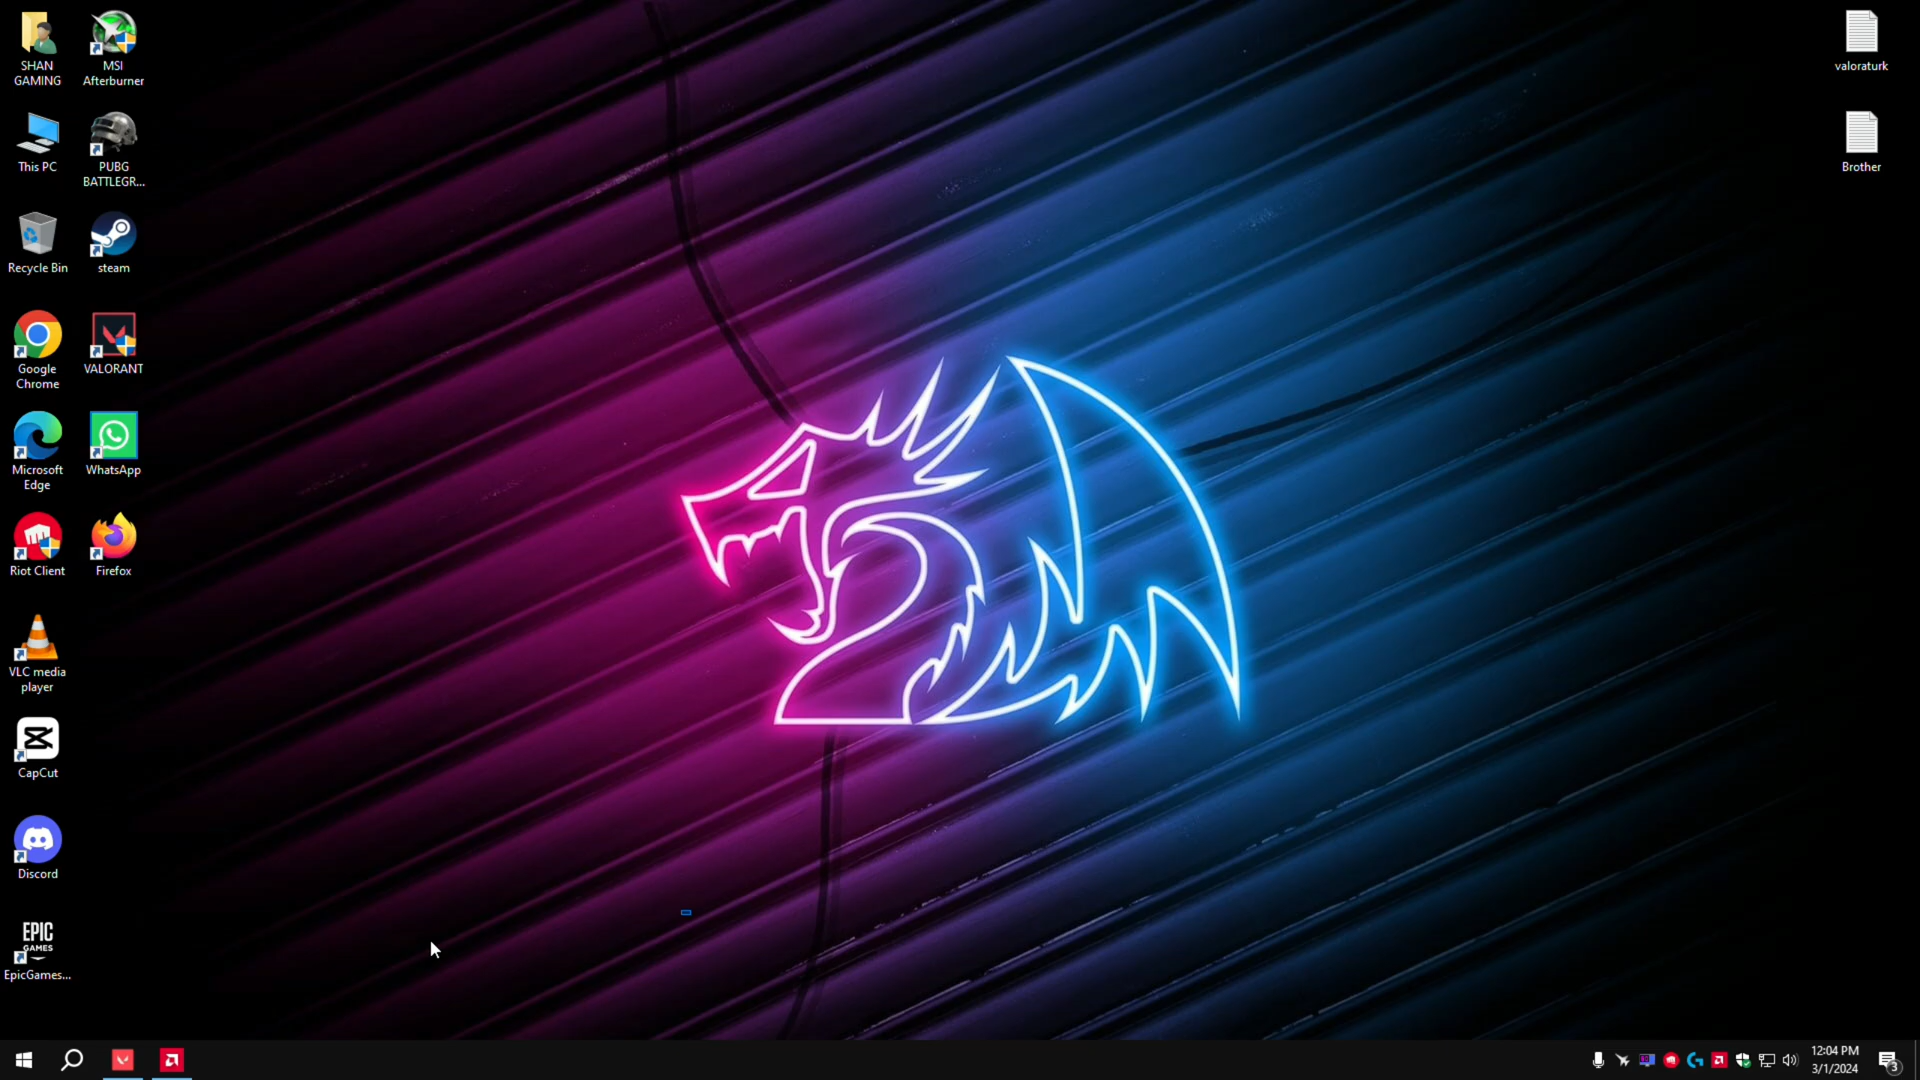 SHAN
GAMING
MSI
Afterburner
valoraturk
This PC
PUBG
BATTLEGR...
Brother
Recycle Bin
steam
Google
Chrome
VALORANT
Microsoft
Edge
WhatsApp
Riot Client
Firefox
VLC media
player
CapCut
Discord
EPIC
GAMES
EpicGames...
12:04 PM
3/1/2024
3